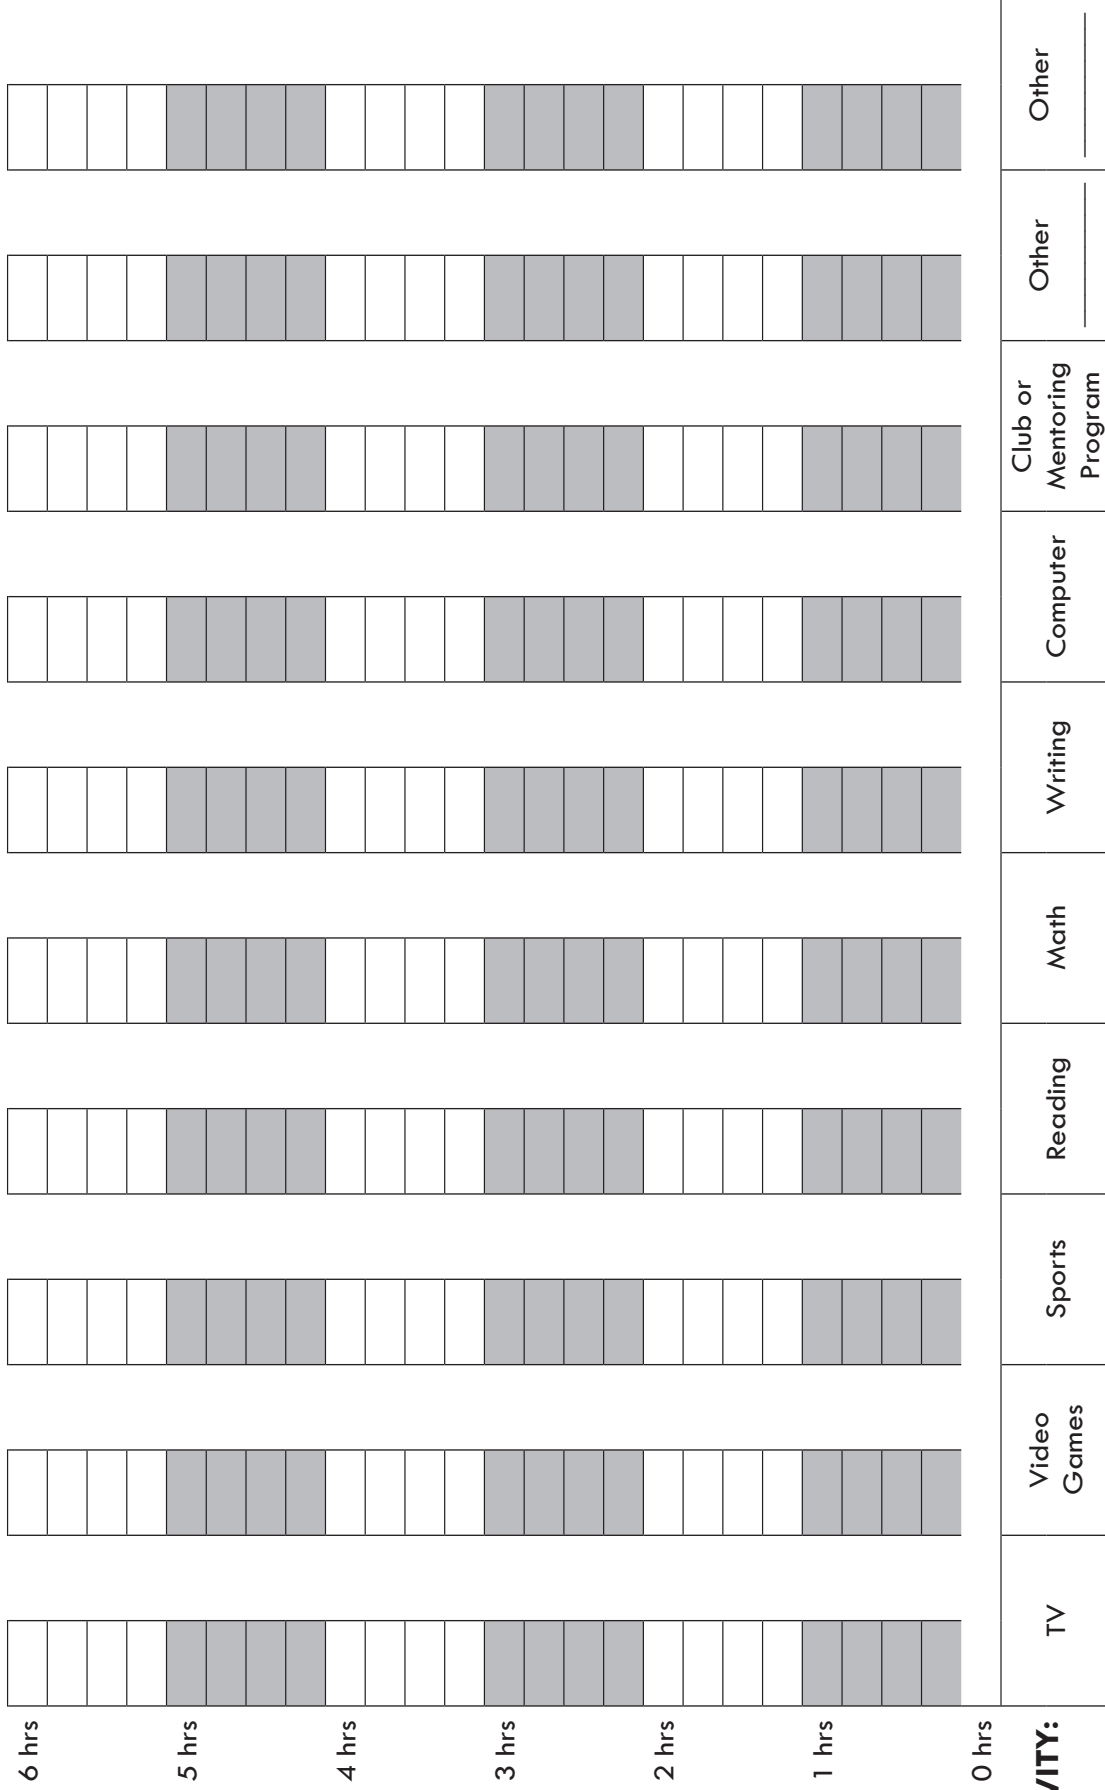 6 hrs
5 hrs
4 hrs
3 hrs
2 hrs
1 hrs
0 hrs
VITY:
TV
Video
Games
Sports
Reading
Math
Writing
Computer
Club or
Mentoring
Program
Other
Other